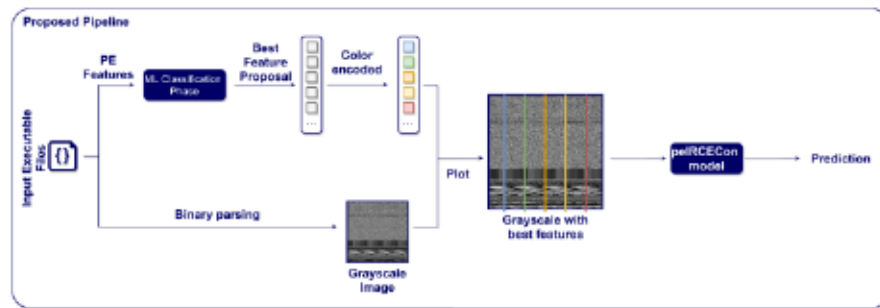 Proposed Pipeline
PE
Features
ML Classification
Phase
Best
Feature
Proposal
Color
encoded
...
...
Input Executable
Files
{}
Binary parsing
Grayscale
Image
Plot
Grayscale with
best features
model
Prediction